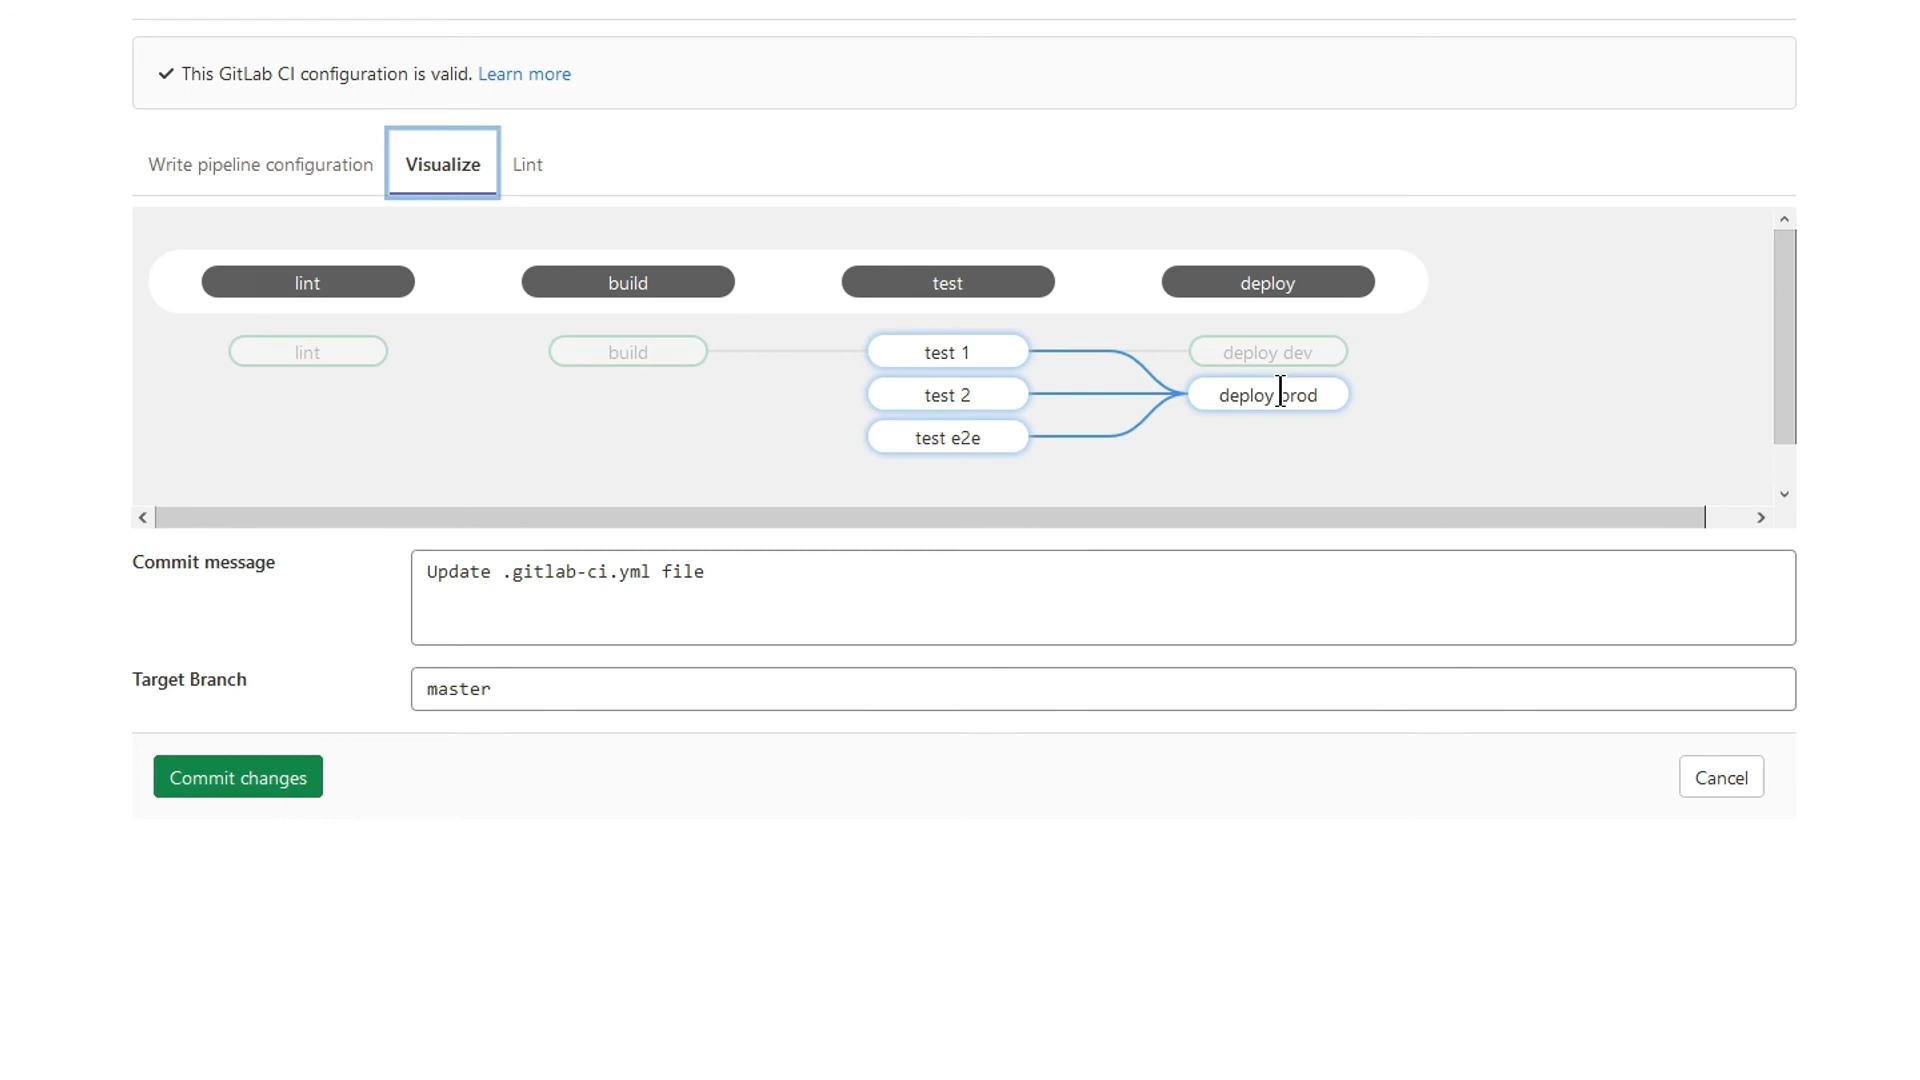 This GitLab CI configuration is valid. Learn more
Write pipeline configuration Visualize Lint
lint build test deploy
lint build test 1 deploy dev
test 2 deploy prod
test e2e
Commit message
Update .gitlab-ci.yml file
Target Branch
master
Commit changes Cancel